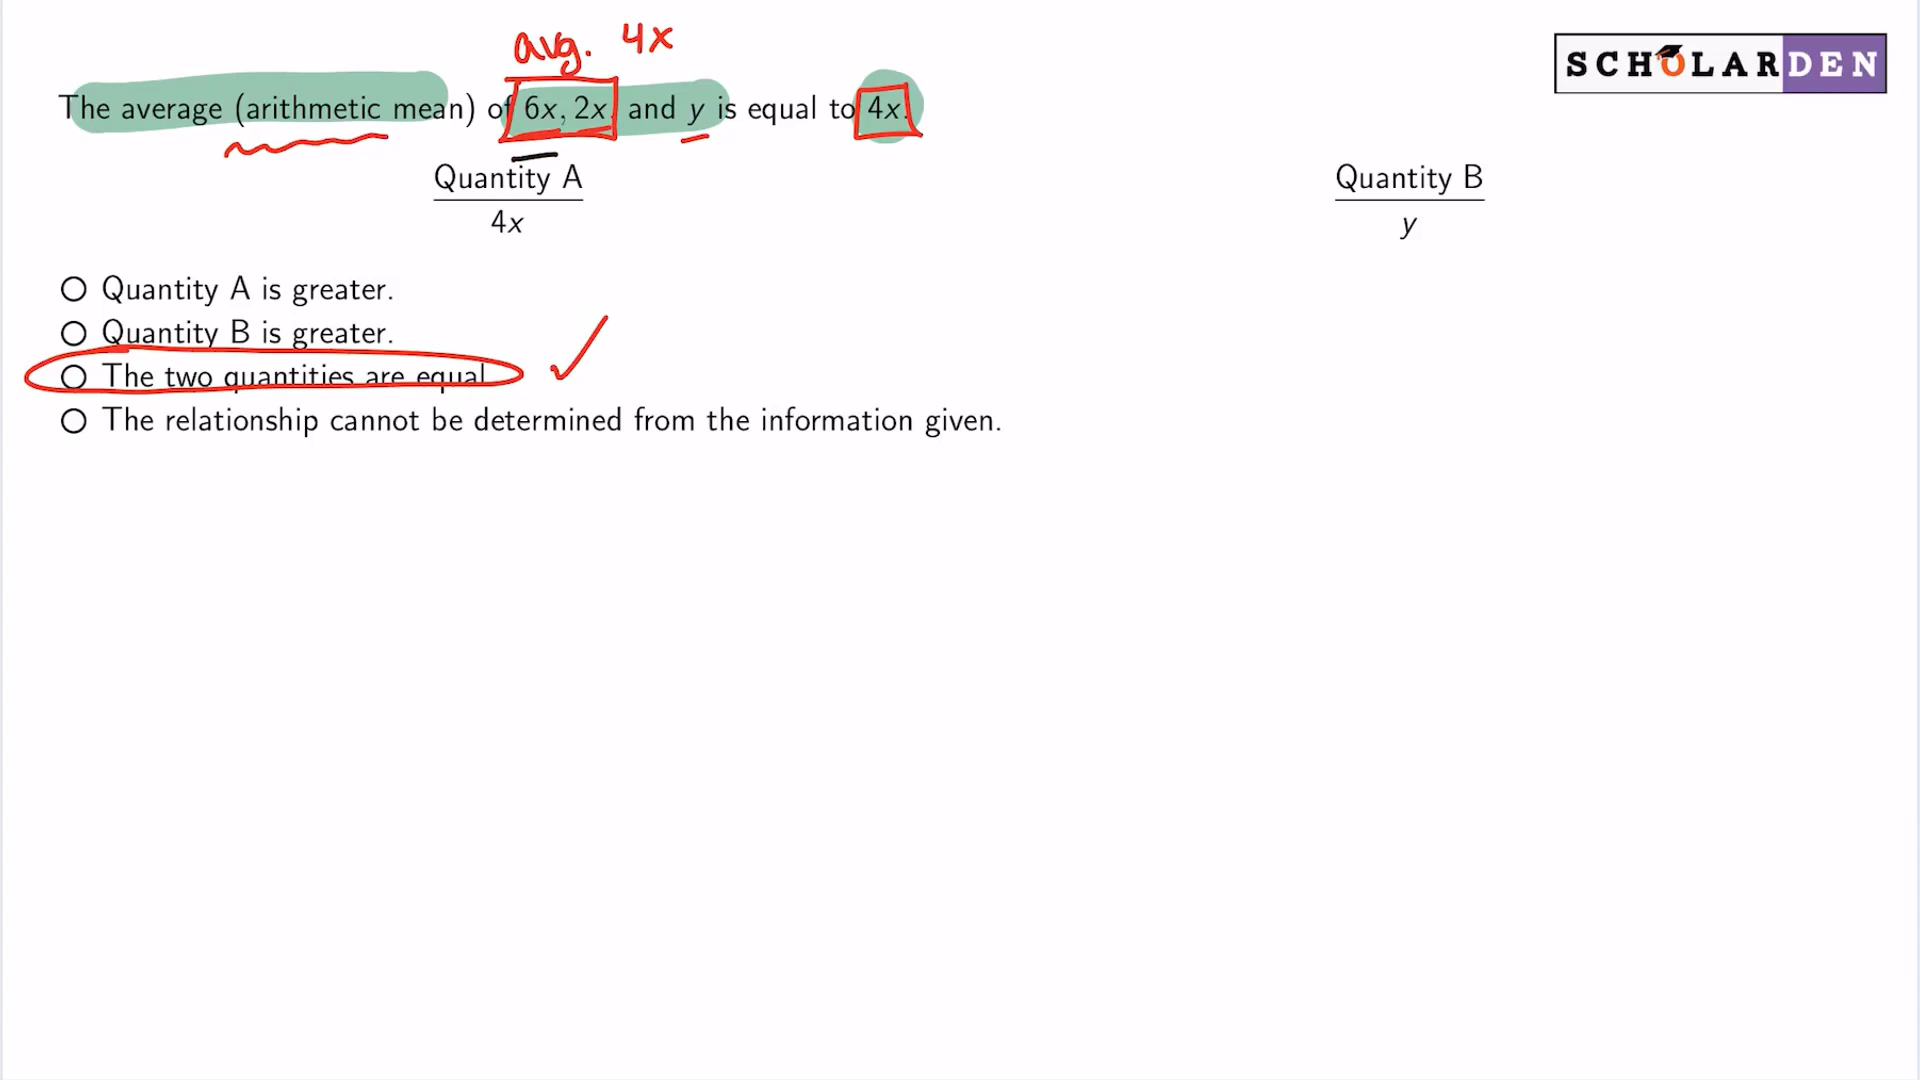 avg. 4x
SCHOLARDEN
The average (arithmetic mean) of 6x, 2x, and y is equal to 4x.
Quantity A
4x
Quantity B
y
Quantity A is greater.
Quantity B is greater.
The two quantities are equal.
The relationship cannot be determined from the information given.